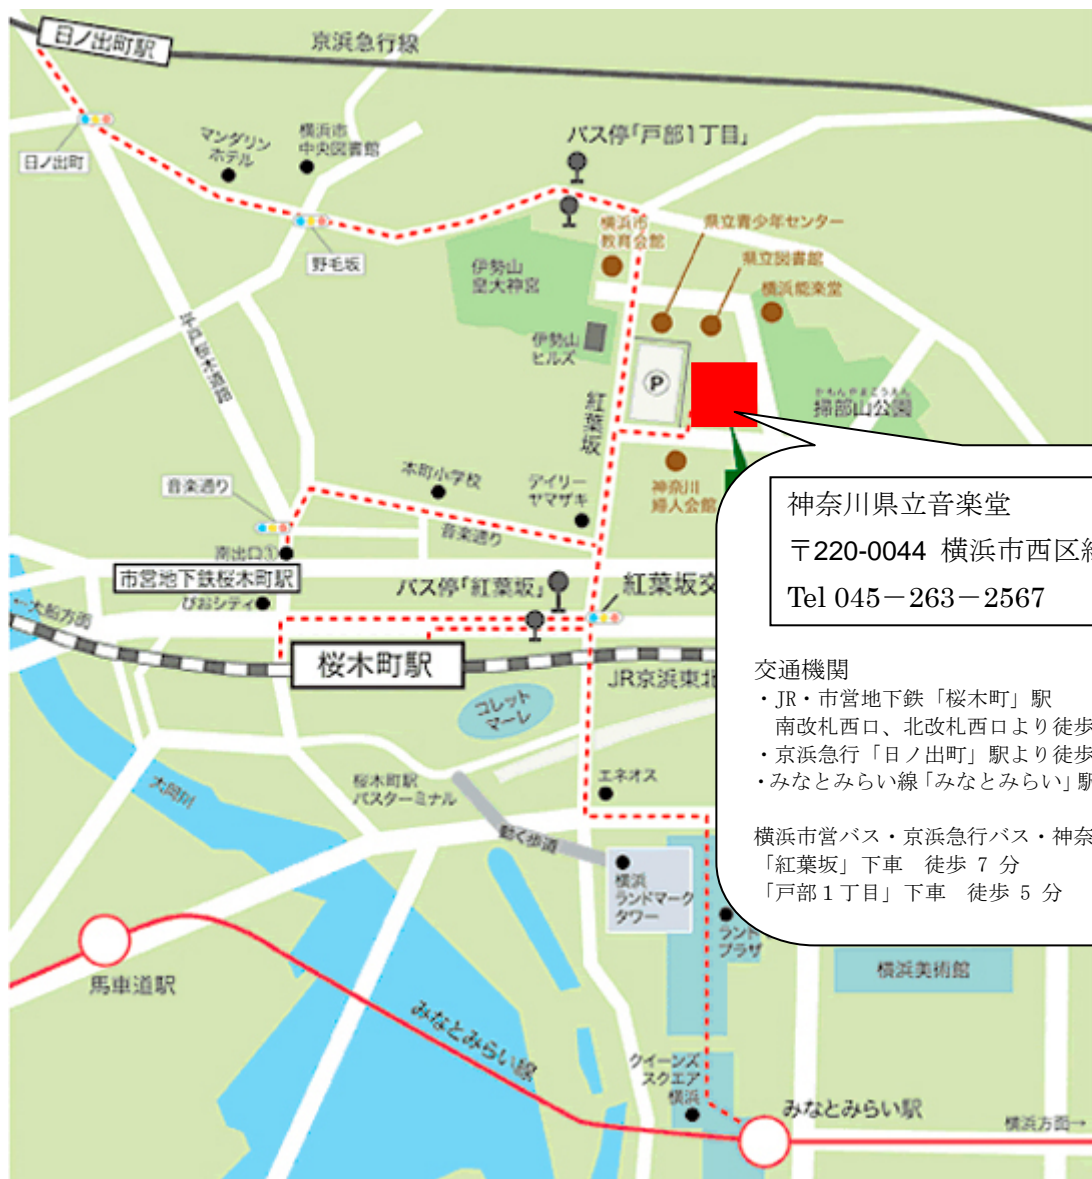 日ノ出町駅
京浜急行線
日ノ出町
マンダリン
ホテル
横浜市
中央図書館
バス停「戸部1丁目」
野毛坂
伊勢山
皇大神宮
横浜市
教育会館
県立青少年センター
県立図書館
横浜能楽堂
伊勢山
ヒルズ
P
紅葉坂
かもんやまこうえん
掃部山公園
音楽通り
本町小学校
デイリー
ヤマザキ
神奈川
婦人会館
音楽通り
南出口①
市営地下鉄桜木町駅
ぴおシティ
←大船方面
バス停「紅葉坂」
紅葉坂交
桜木町駅
JR京浜東北
コレット
マーレ
神奈川県立音楽堂
〒220-0044 横浜市西区
Tel 045－263－2567
交通機関
・JR・市営地下鉄「桜木町」駅
南改札西口、北改札西口より徒歩
・京浜急行「日ノ出町」駅より徒歩
・みなとみらい線「みなとみらい」駅
横浜市営バス・京浜急行バス・神奈
「紅葉坂」下車 徒歩 7 分
「戸部1丁目」下車 徒歩 5 分
大岡川
桜木町駅
バスターミナル
エネオス
動く歩道
横浜
ランドマーク
タワー
ランド
プラザ
横浜美術館
馬車道駅
みなとみらい線
クイーンズ
スクエア
横浜
みなとみらい駅
横浜方面→